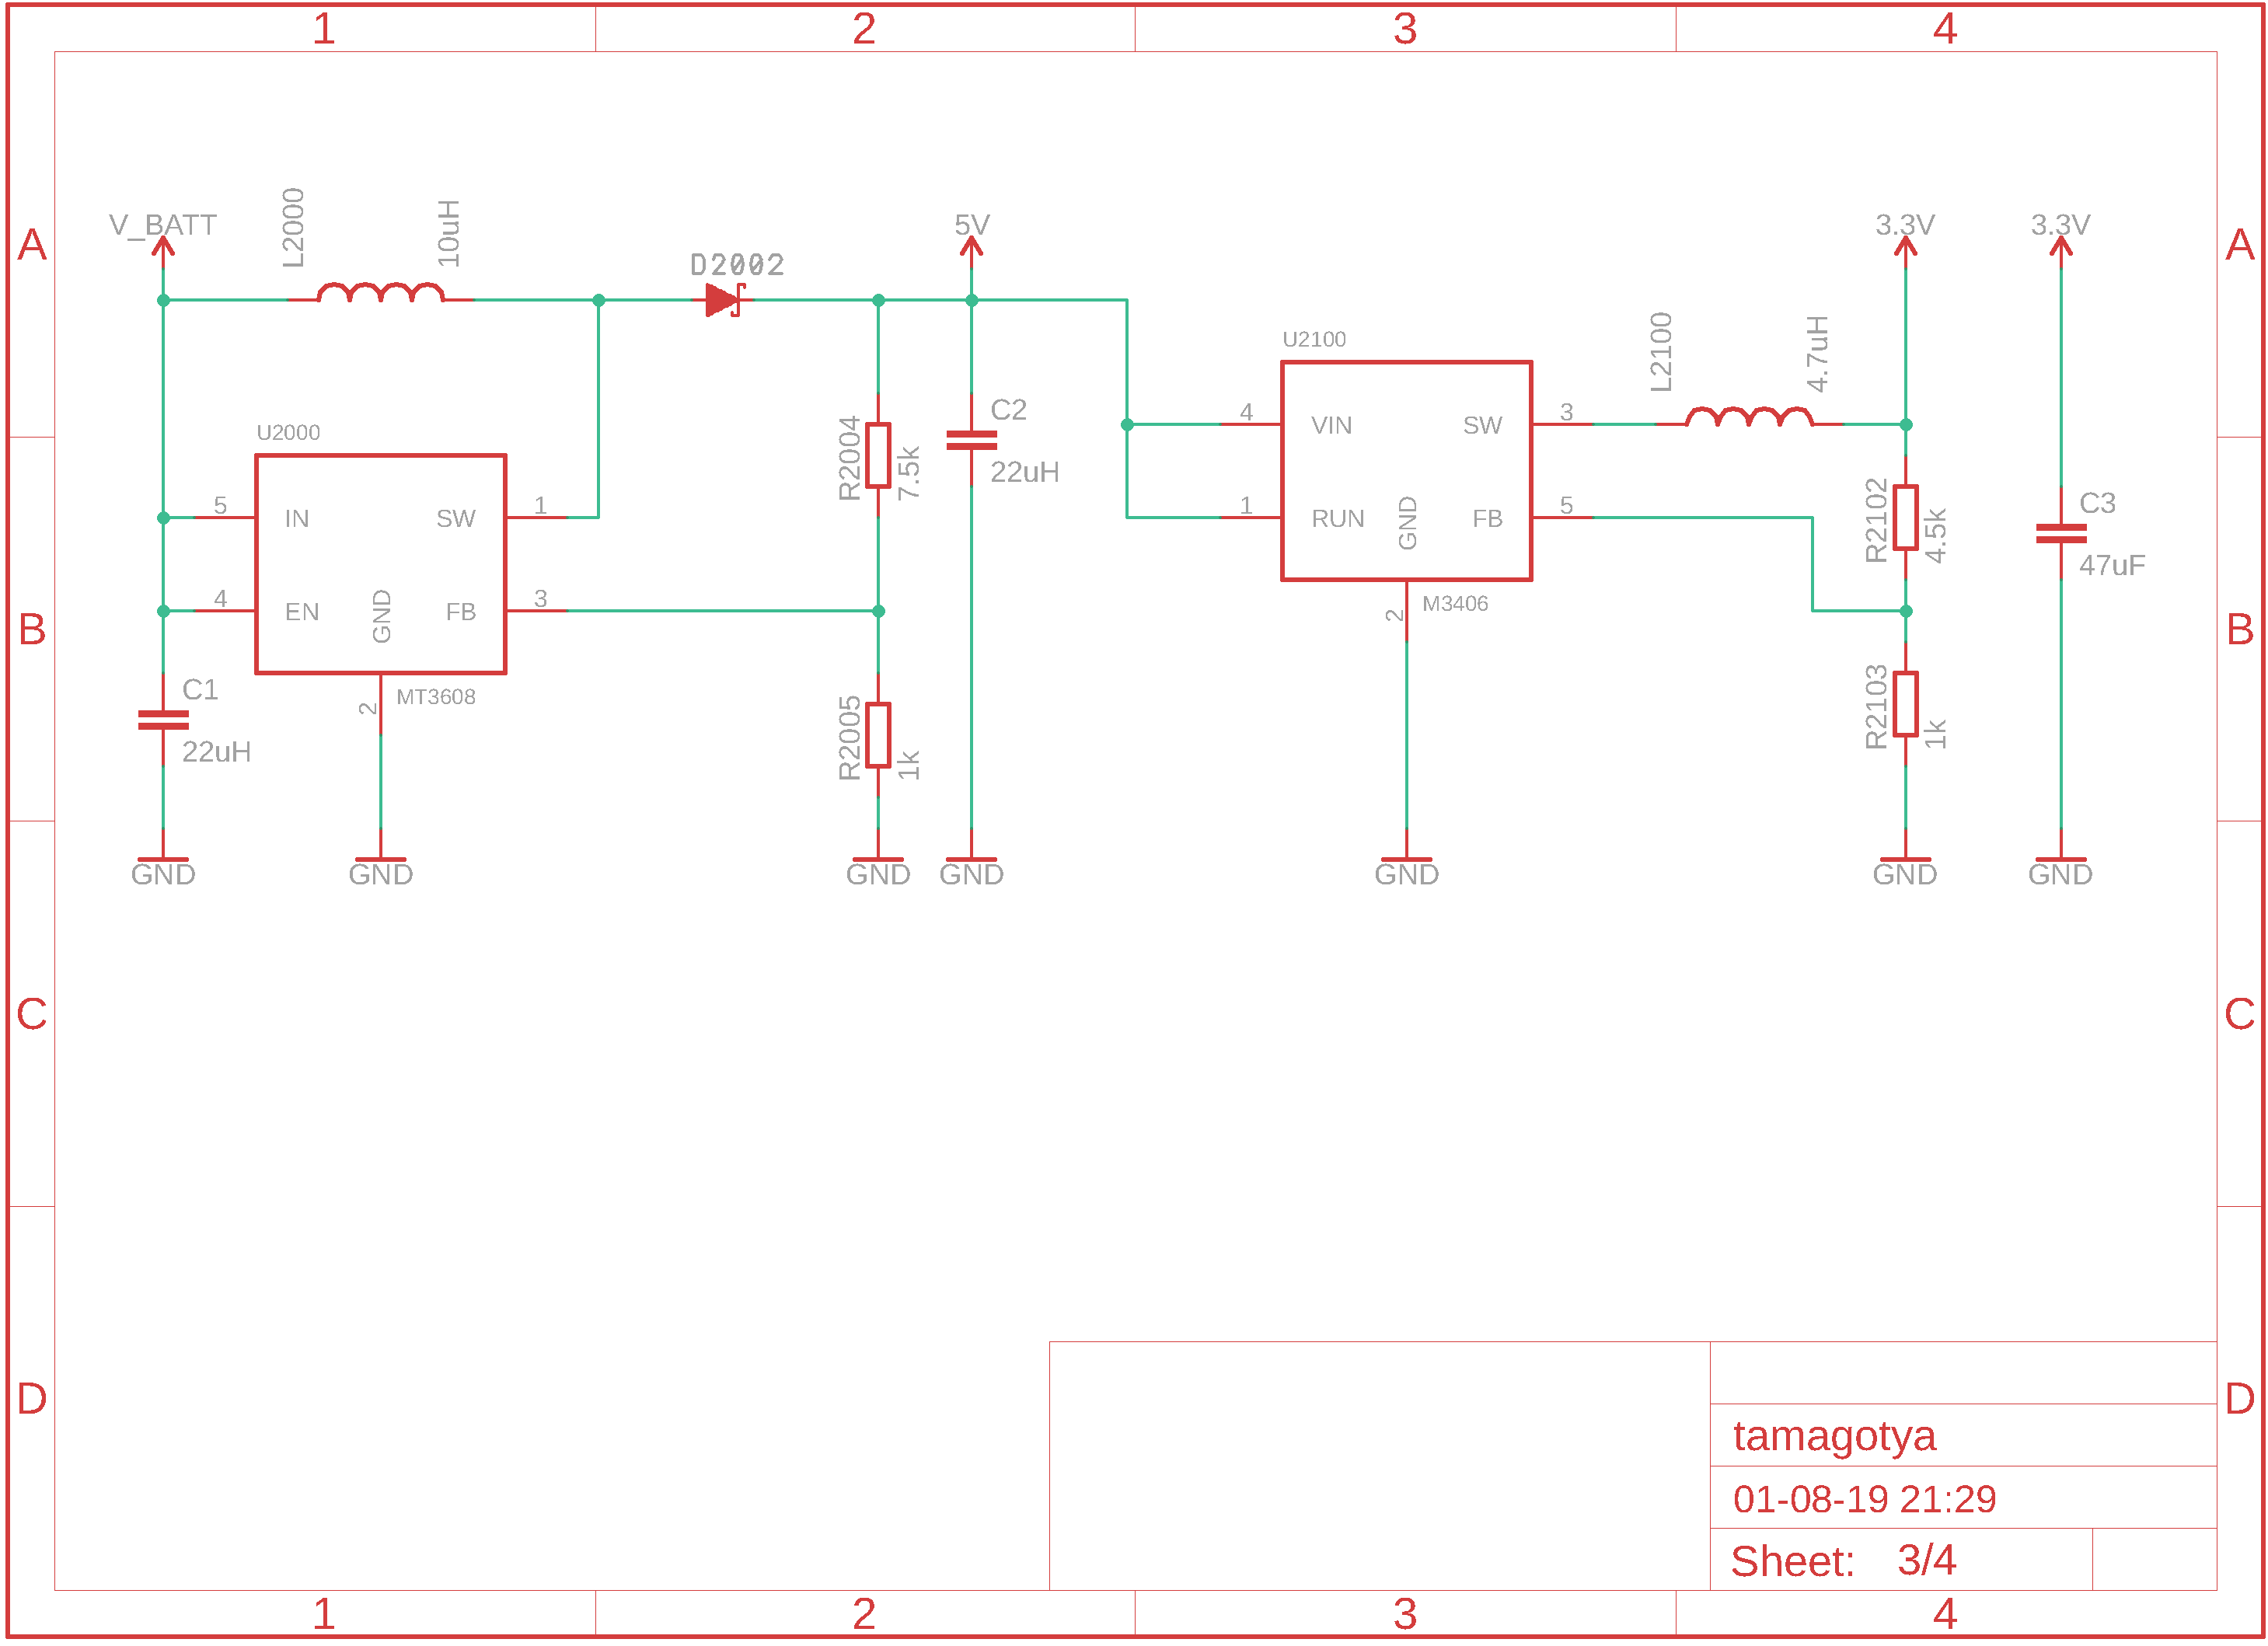 1 2 3 4
A A
V_BATT
L2000
10uH
D2002
5V
3.3V
3.3V
U2100
L2100
4.7uH
4 VIN SW 3
1 RUN GND FB 5
2
M3406
C2
22uH
R2004
7.5k
U2000
5 IN SW 1
4 EN GND FB 3
2
MT3608
R2102
4.5k
C3
47uF
B B
C1
22uH
R2005
1k
R2103
1k
GND GND GND GND GND GND GND
C C
D D
tamagotya
01-08-19 21:29
Sheet: 3/4
1 2 3 4